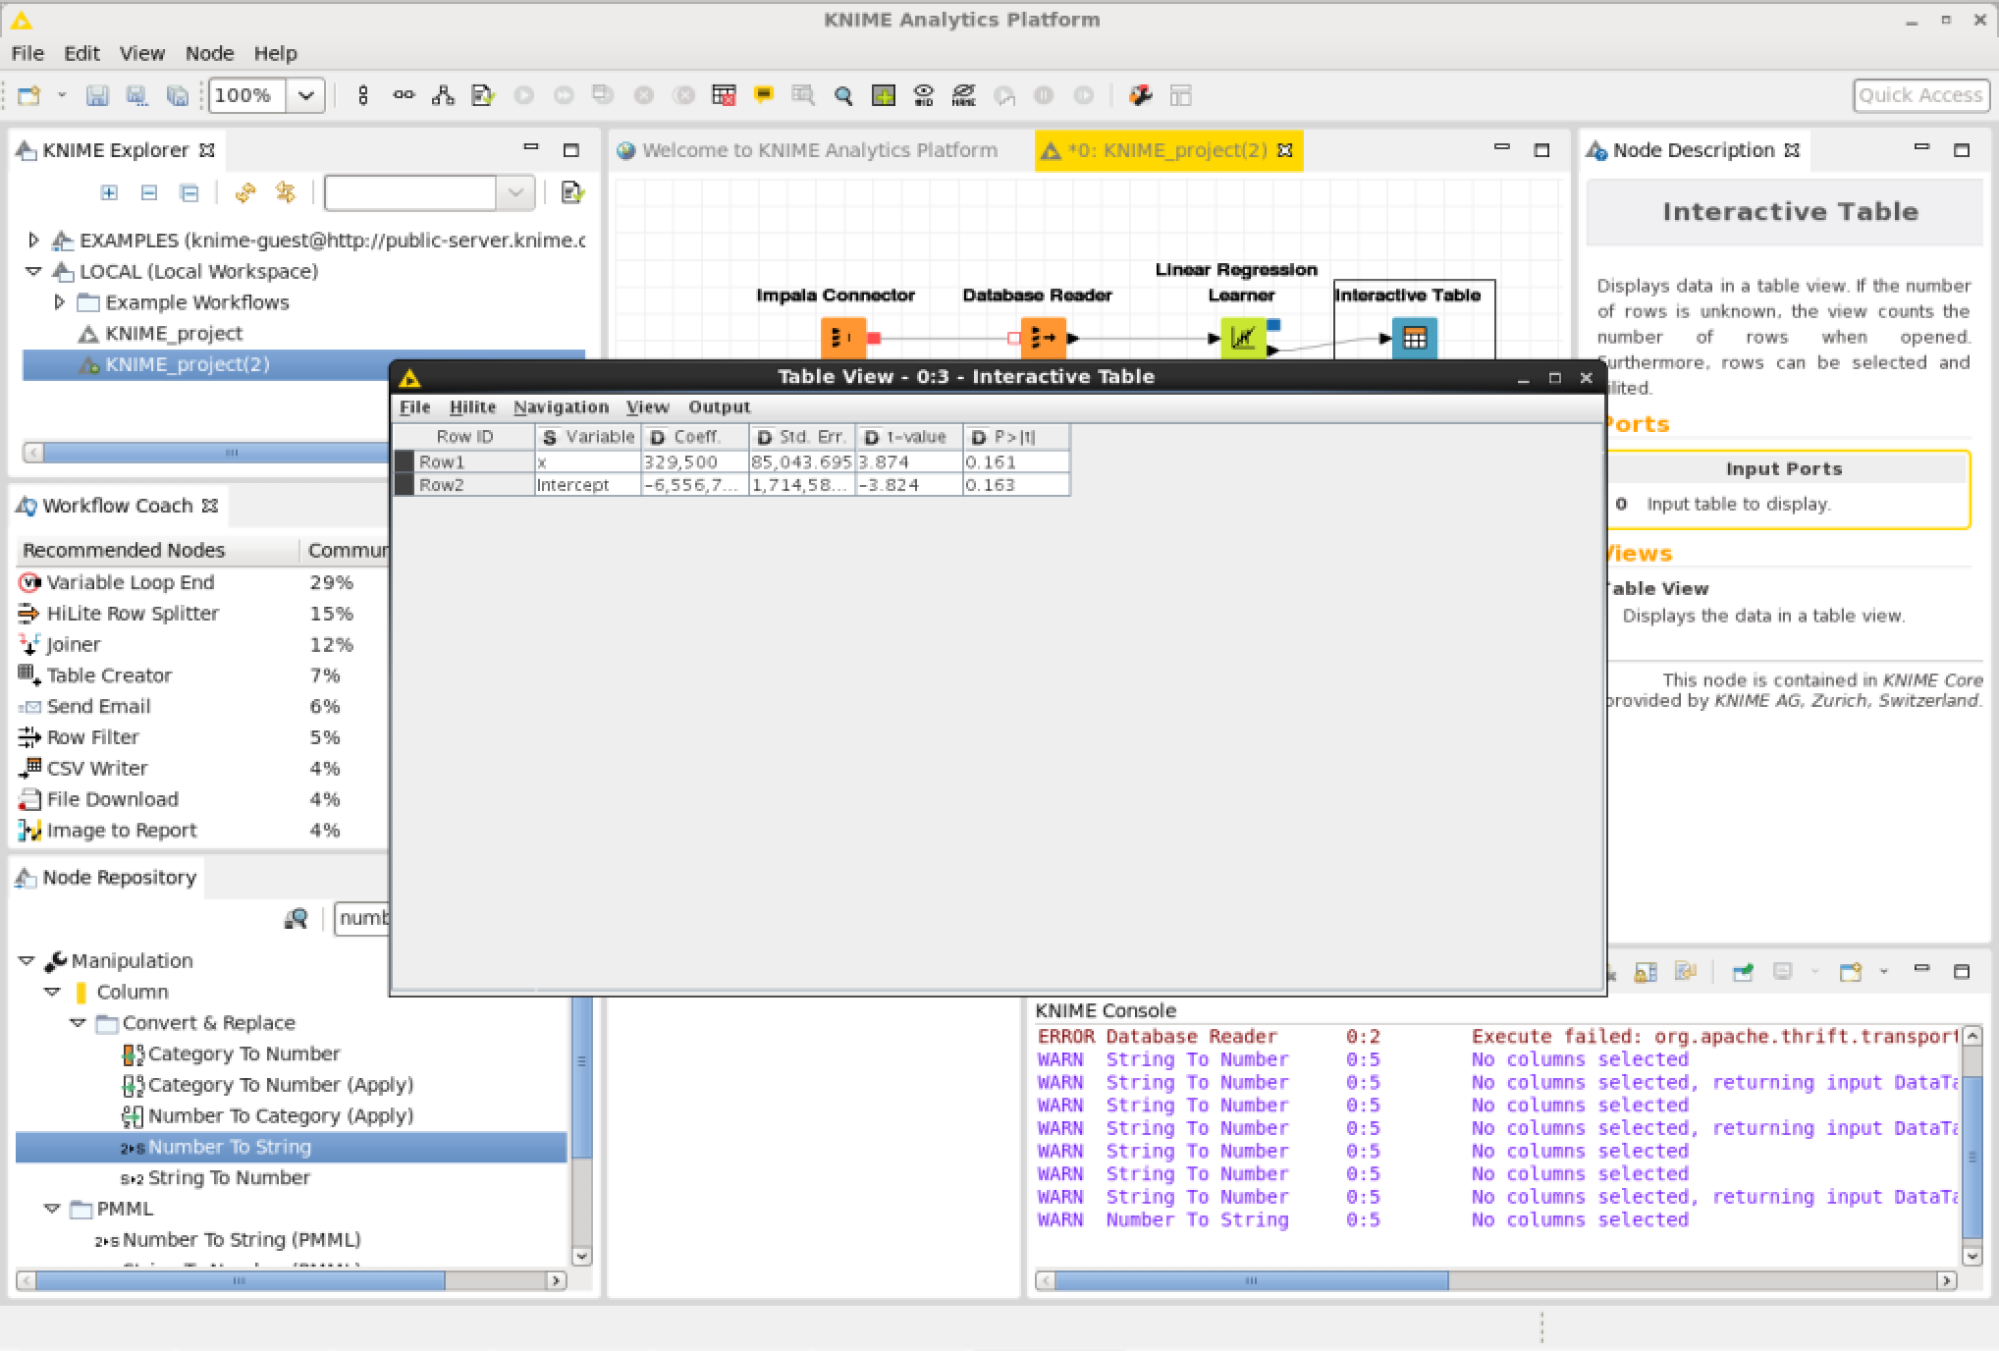 KNIME Analytics Platform
File Edit View Node Help
100%
Quick Access
KNIME Explorer
EXAMPLES (knime-guest@http://public-server.knime.c
LOCAL (Local Workspace)
Example Workflows
KNIME_project
KNIME_project(2)
Workflow Coach
Recommended Nodes Commun
Variable Loop End 29%
HiLite Row Splitter 15%
Joiner 12%
Table Creator 7%
Send Email 6%
Row Filter 5%
CSV Writer 4%
File Download 4%
Image to Report 4%
Node Repository
numb
Manipulation
Column
Convert & Replace
Category To Number
Category To Number (Apply)
Number To Category (Apply)
Number To String
String To Number
PMML
Number To String (PMML)
Welcome to KNIME Analytics Platform
*0: KNIME_project(2)
Impala Connector
Database Reader
Linear Regression
Learner
Interactive Table
Table View - 0:3 - Interactive Table
File Hilite Navigation View Output
Row ID S Variable D Coeff. D Std. Err. D t-value D P>|t|
Row1 x 329,500 85,043.695 3.874 0.161
Row2 Intercept -6,556,7... 1,714,58... -3.824 0.163
Node Description
Interactive Table
Displays data in a table view. If the number
of rows is unknown, the view counts the
number of rows when opened.
Furthermore, rows can be selected and
hilited.
Ports
Input Ports
0 Input table to display.
Views
Table View
Displays the data in a table view.
This node is contained in KNIME Core
provided by KNIME AG, Zurich, Switzerland.
KNIME Console
ERROR Database Reader 0:2 Execute failed: org.apache.thrift.transport
WARN String To Number 0:5 No columns selected
WARN String To Number 0:5 No columns selected, returning input DataTa
WARN String To Number 0:5 No columns selected
WARN String To Number 0:5 No columns selected, returning input DataTa
WARN String To Number 0:5 No columns selected
WARN String To Number 0:5 No columns selected
WARN String To Number 0:5 No columns selected, returning input DataTa
WARN Number To String 0:5 No columns selected